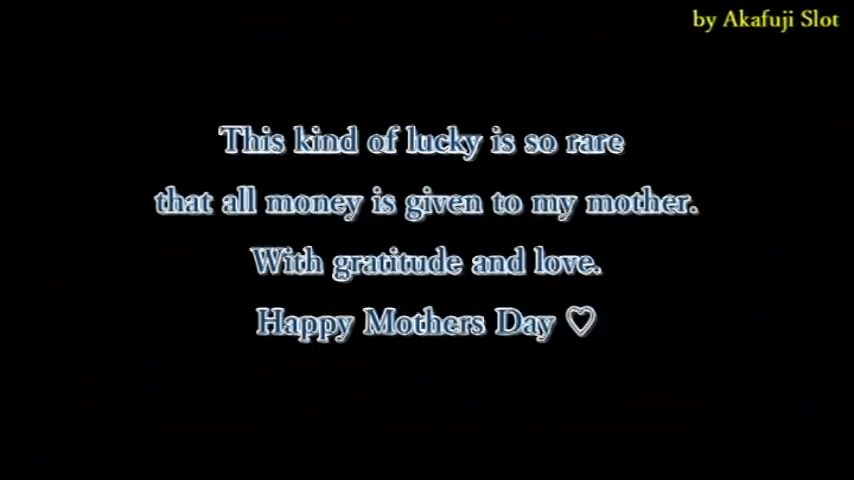 by Akafuji Slot
This kind of lucky is so rare
that all money is given to my mother.
With gratitude and love.
Happy Mothers Day ♡